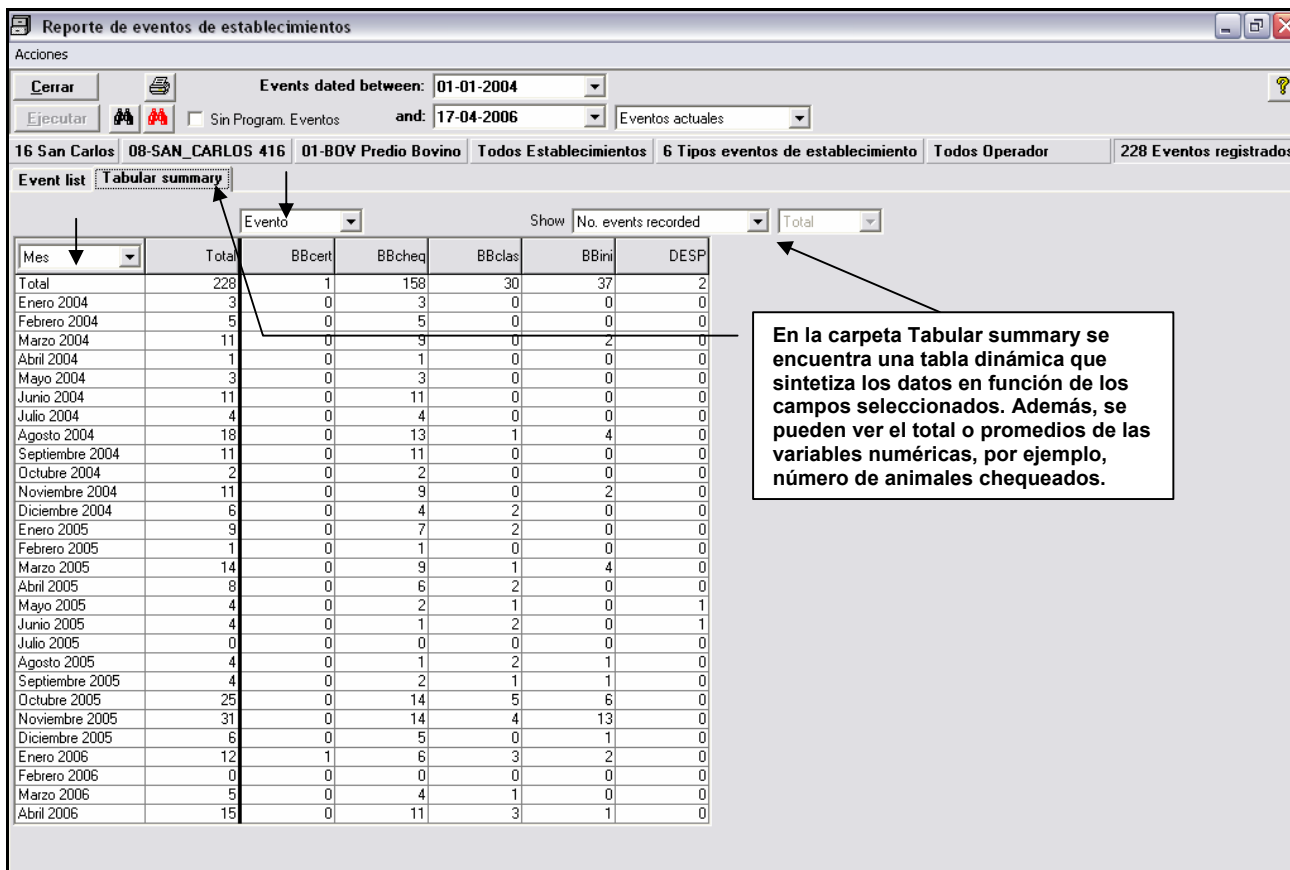 Reporte de eventos de establecimientos
Acciones
Cerrar Events dated between: 01-01-2004
Ejecutar Sin Program. Eventos and: 17-04-2006 Eventos actuales
16 San Carlos 08-SAN_CARLOS 416 01-BOV Predio Bovino Todos Establecimientos 6 Tipos eventos de establecimiento Todos Operador 228 Eventos registrados
Event list Tabular summary
Evento Show No. events recorded Total
Mes Total BBcert BBcheq BBclas BBini DESP
Total 228 1 158 30 37 2
Enero 2004 3 0 3 0 0 0
Febrero 2004 5 0 5 0 0 0
Marzo 2004 11 0 9 0 2 0
Abril 2004 1 0 1 0 0 0
Mayo 2004 3 0 3 0 0 0
Junio 2004 11 0 11 0 0 0
Julio 2004 4 0 4 0 0 0
Agosto 2004 18 0 13 1 4 0
Septiembre 2004 11 0 11 0 0 0
Octubre 2004 2 0 2 0 0 0
Noviembre 2004 11 0 9 0 2 0
Diciembre 2004 6 0 4 2 0 0
Enero 2005 9 0 7 2 0 0
Febrero 2005 1 0 1 0 0 0
Marzo 2005 14 0 9 1 4 0
Abril 2005 8 0 6 2 0 0
Mayo 2005 4 0 2 1 0 1
Junio 2005 4 0 1 2 0 1
Julio 2005 0 0 0 0 0 0
Agosto 2005 4 0 1 2 1 0
Septiembre 2005 4 0 2 1 1 0
Octubre 2005 25 0 14 5 6 0
Noviembre 2005 31 0 14 4 13 0
Diciembre 2005 6 0 5 0 1 0
Enero 2006 12 1 6 3 2 0
Febrero 2006 0 0 0 0 0 0
Marzo 2006 5 0 4 1 0 0
Abril 2006 15 0 11 3 1 0
En la carpeta Tabular summary se
encuentra una tabla dinámica que
sintetiza los datos en función de los
campos seleccionados. Además, se
pueden ver el total o promedios de las
variables numéricas, por ejemplo,
número de animales chequeados.